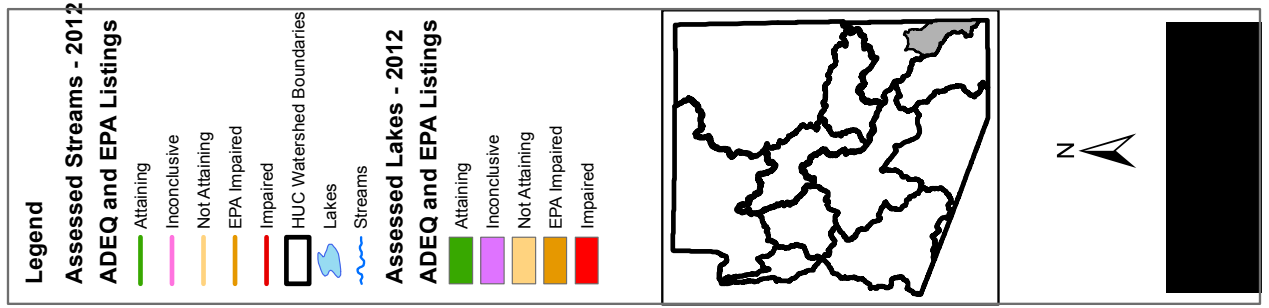 Legend
Assessed Streams - 2012
ADEQ and EPA Listings
Attaining
Inconclusive
Not Attaining
EPA Impaired
Impaired
HUC Watershed Boundaries
Lakes
Streams
Assessed Lakes - 2012
ADEQ and EPA Listings
Attaining
Inconclusive
Not Attaining
EPA Impaired
Impaired
N